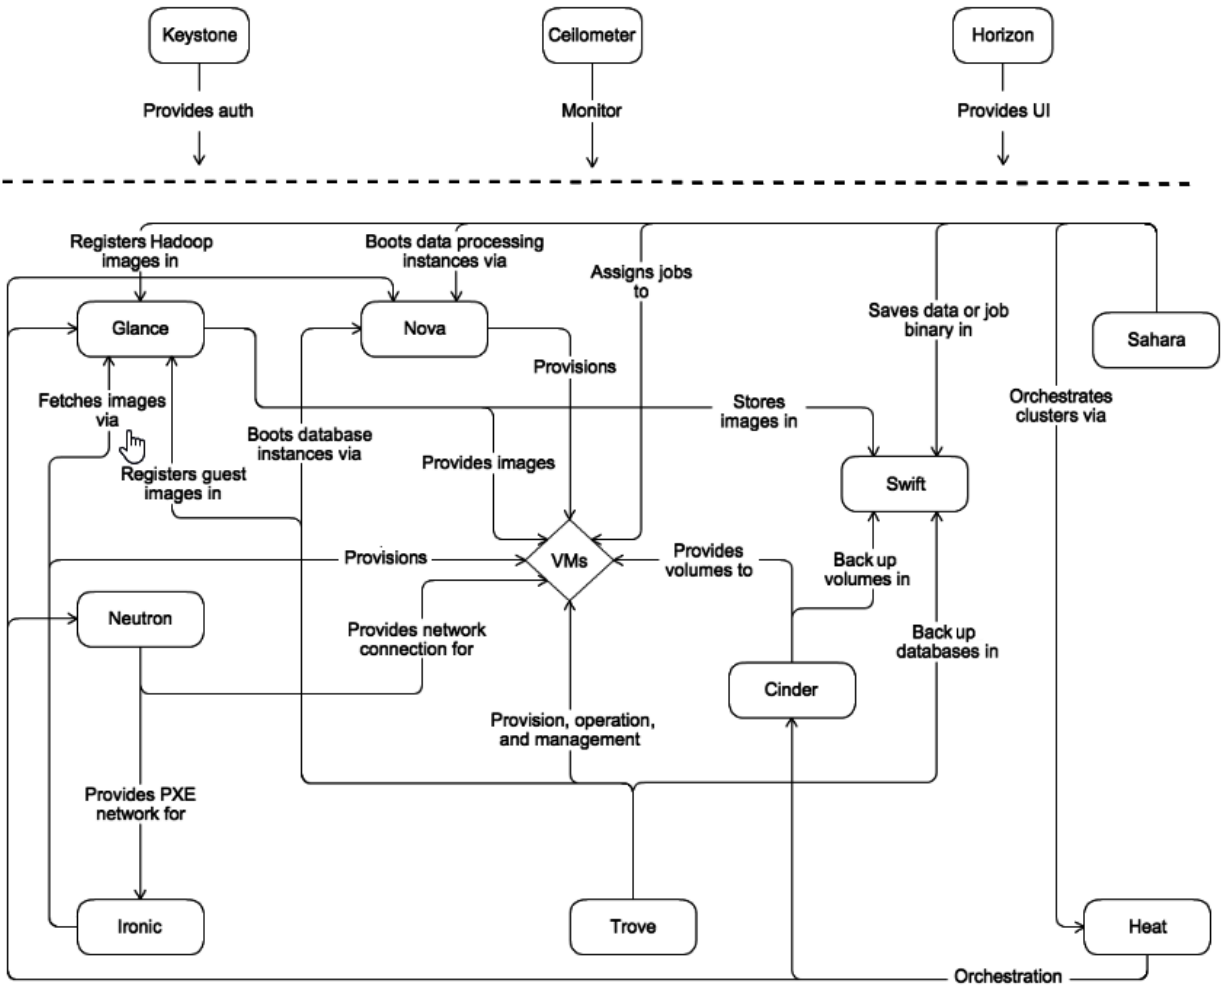 Keystone
Ceilometer
Horizon
Provides auth
Monitor
Provides UI
Registers Hadoop
images in
Boots data processing
instances via
Assigns jobs
to
Saves data or job
binary in
Glance
Nova
Sahara
Provisions
Fetches images
via
Stores
images in
Orchestrates
clusters via
Boots database
instances via
Provides images
Registers guest
images in
Swift
Provisions
VMs
Provides
volumes to
Back up
volumes in
Neutron
Provides network
connection for
Back up
databases in
Cinder
Provision, operation,
and management
Provides PXE
network for
Ironic
Trove
Heat
Orchestration